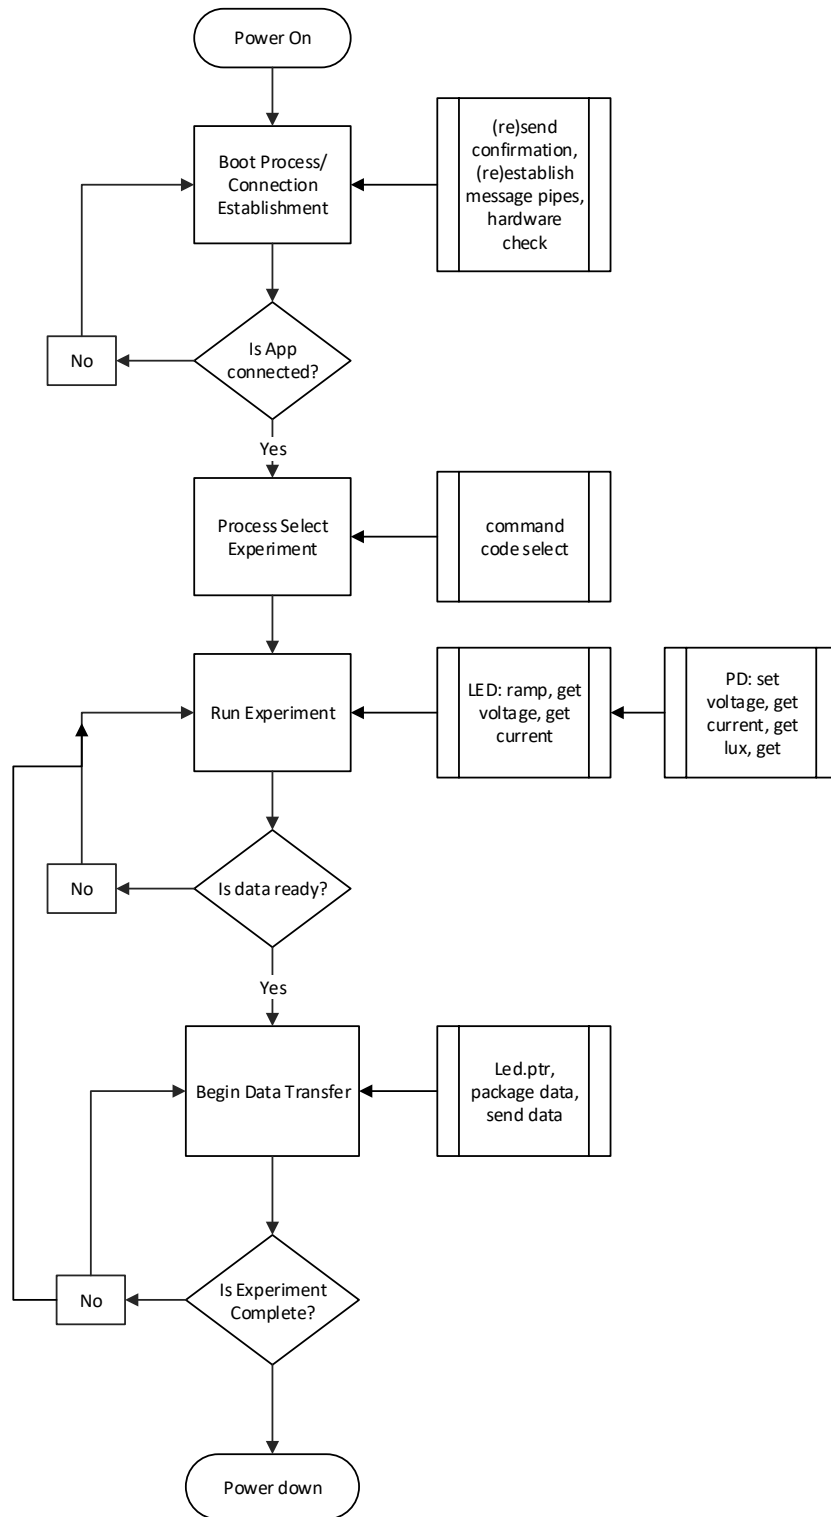 Power On
Boot Process/
Connection
Establishment
(re)send
confirmation,
(re)establish
message pipes,
hardware
check
Is App
connected?
No
Yes
Process Select
Experiment
command
code select
Run Experiment
LED: ramp, get
voltage, get
current
PD: set
voltage, get
current, get
lux, get
Is data ready?
No
Yes
Begin Data Transfer
Led.ptr,
package data,
send data
Is Experiment
Complete?
No
Power down